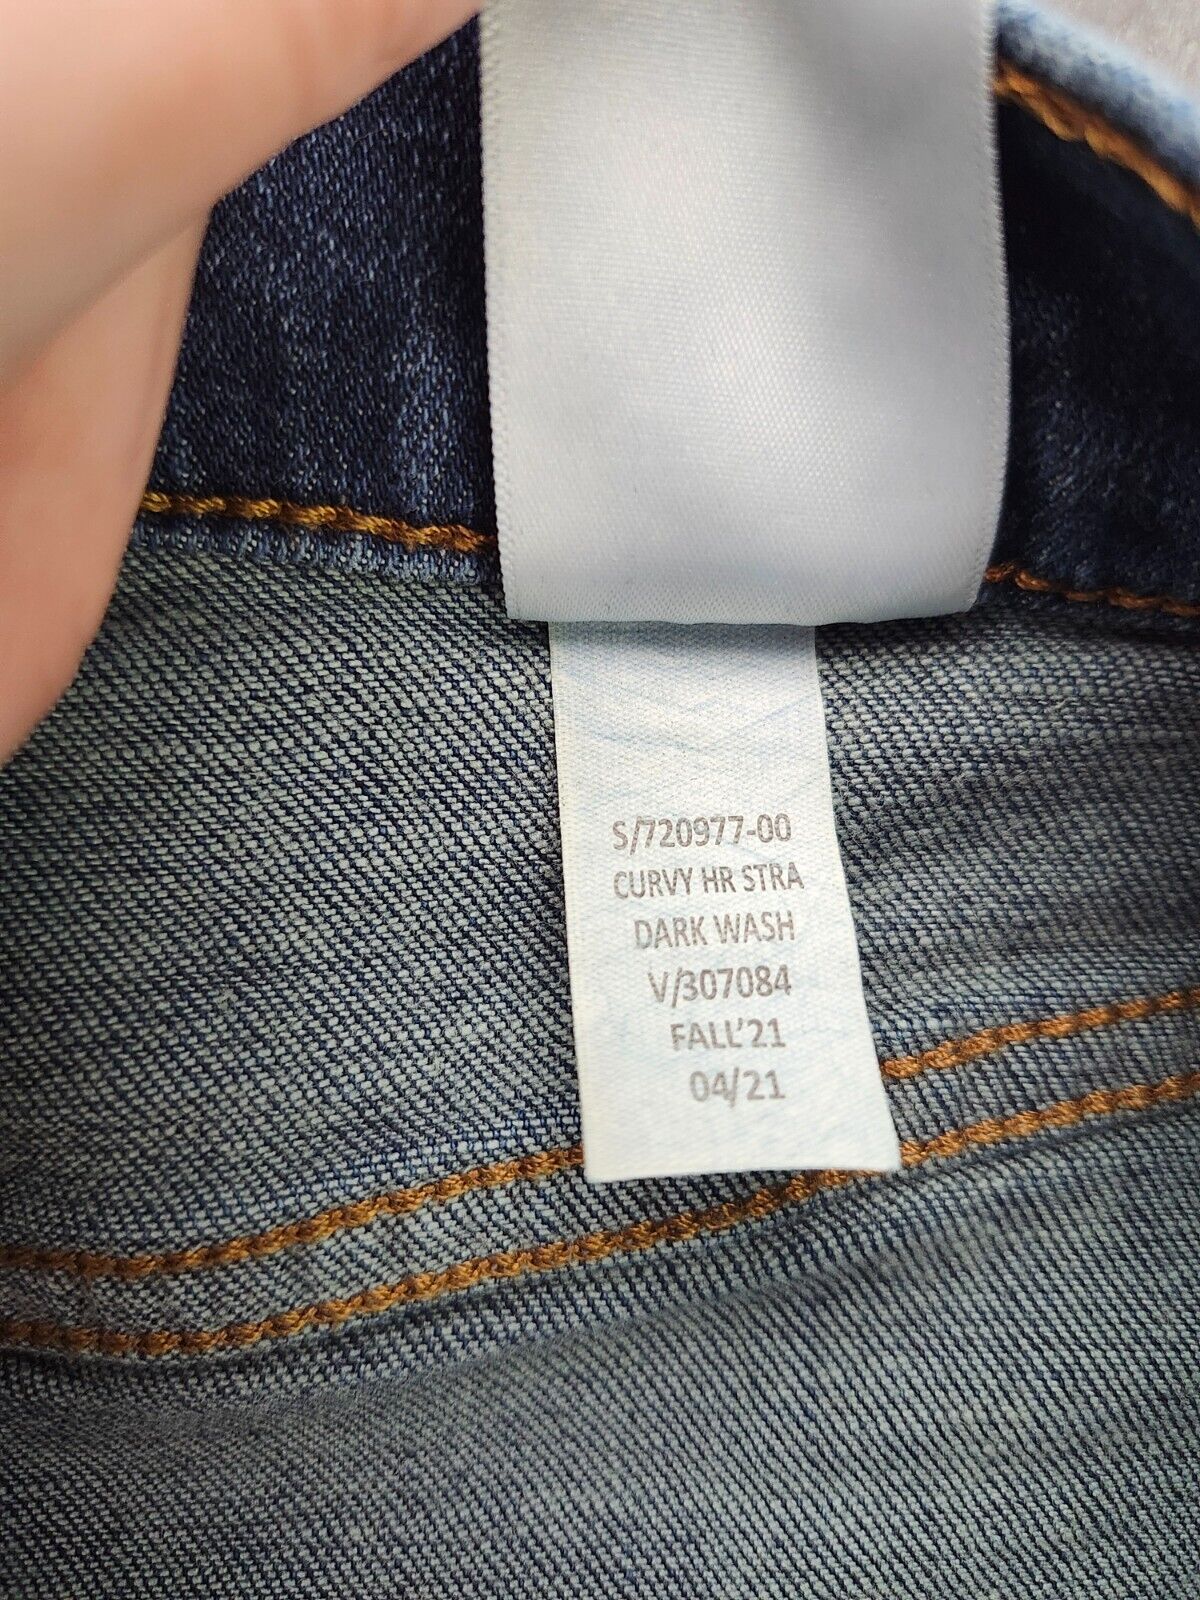 S/720977-00
CURVY HR STRA
DARK WASH
V/307084
FALL'21
04/21